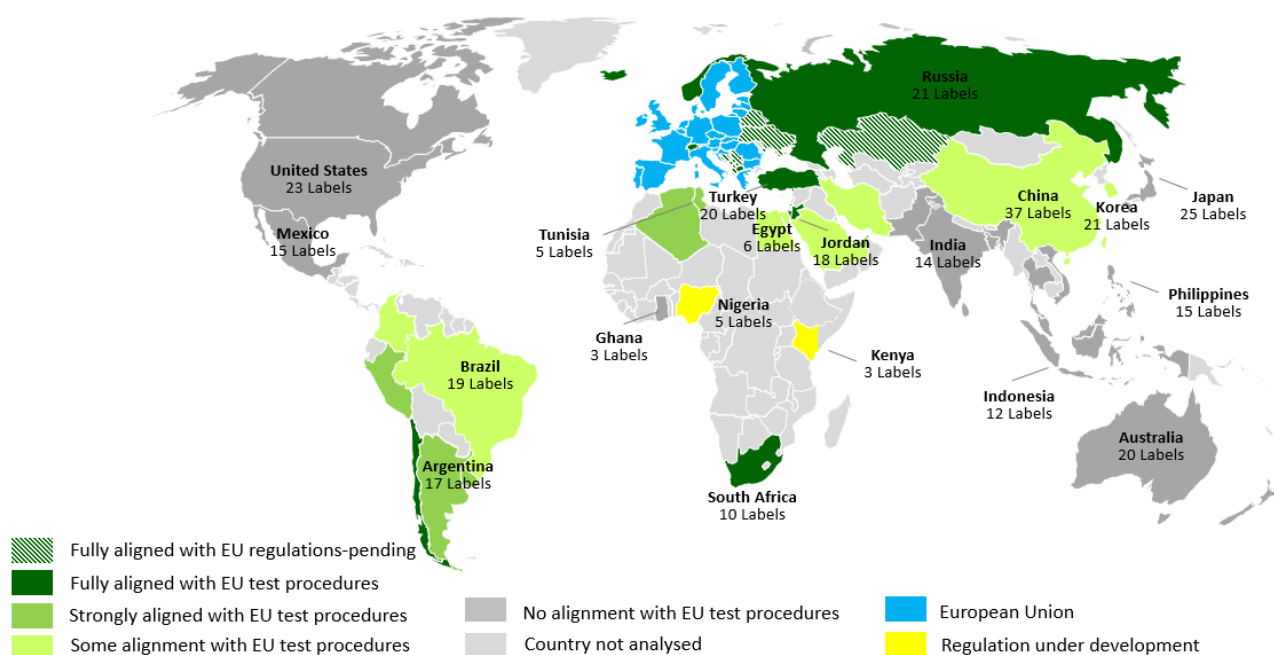 Russia
21 Labels
United States
23 Labels
Mexico
15 Labels
Turkey
20 Labels
Tunisia
5 Labels
Egypt
6 Labels
Jordan
18 Labels
China
37 Labels
Korea
21 Labels
Japan
25 Labels
India
14 Labels
Philippines
15 Labels
Nigeria
5 Labels
Ghana
3 Labels
Kenya
3 Labels
Indonesia
12 Labels
Brazil
19 Labels
Australia
20 Labels
Argentina
17 Labels
South Africa
10 Labels
Fully aligned with EU regulations-pending
Fully aligned with EU test procedures
Strongly aligned with EU test procedures
Some alignment with EU test procedures
No alignment with EU test procedures
Country not analysed
European Union
Regulation under development